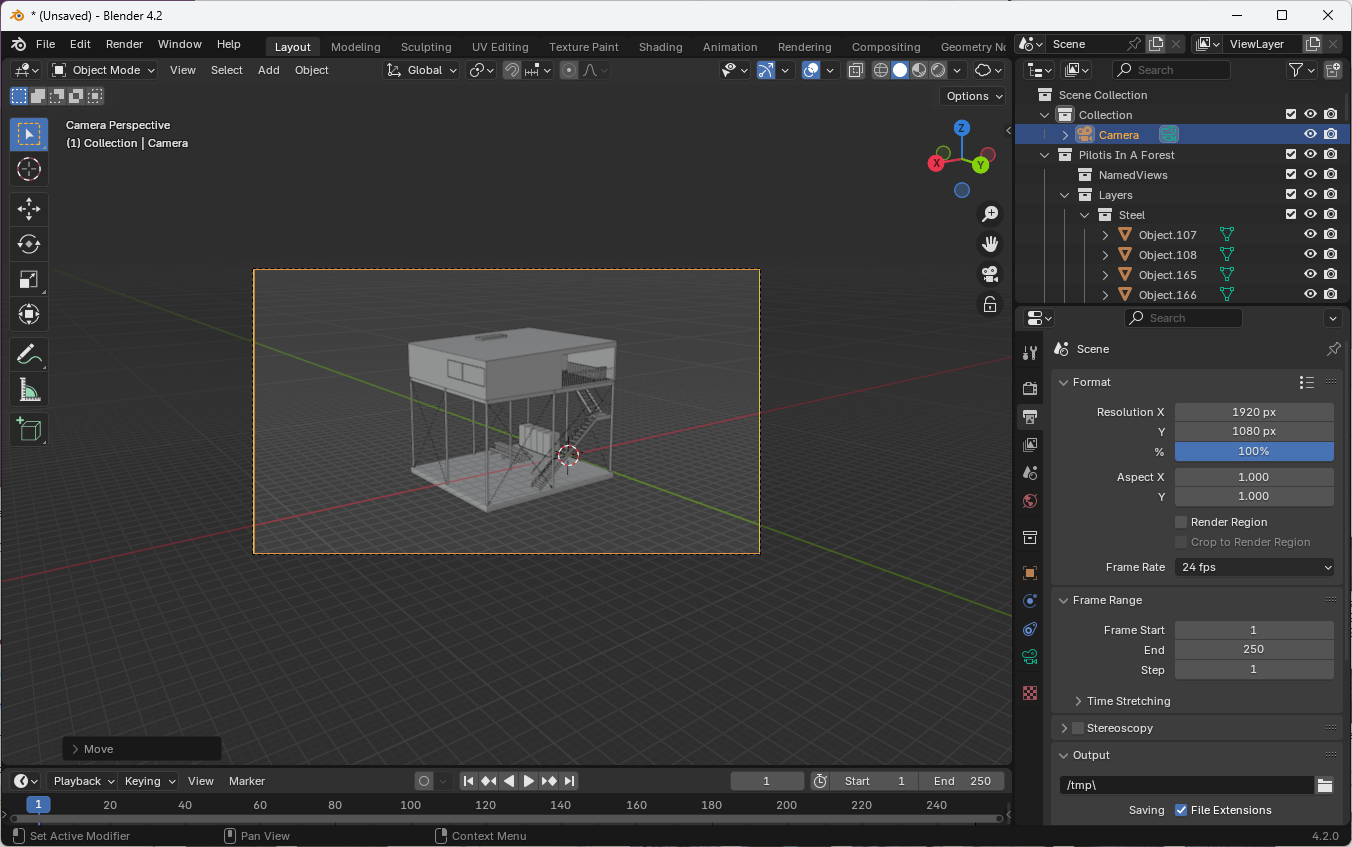 * (Unsaved) - Blender 4.2
File Edit Render Window Help Layout Modeling Sculpting UV Editing Texture Paint Shading Animation Rendering Compositing Geometry No Scene ViewLayer
Object Mode View Select Add Object Global Search
Options
Camera Perspective
(1) Collection | Camera
Z
X
Y
Scene Collection
Collection
Camera
Pilotis In A Forest
NamedViews
Layers
Steel
Object.107
Object.108
Object.165
Object.166
Search
Scene
Format
Resolution X 1920 px
Y 1080 px
% 100%
Aspect X 1.000
Y 1.000
Render Region
Crop to Render Region
Frame Rate 24 fps
Frame Range
Frame Start 1
End 250
Step 1
Time Stretching
Stereoscopy
Output
/tmp\
Saving File Extensions
Move
Playback Keying View Marker 1 Start 1 End 250
1 20 40 60 80 100 120 140 160 180 200 220 240
Set Active Modifier Pan View Context Menu 4.2.0